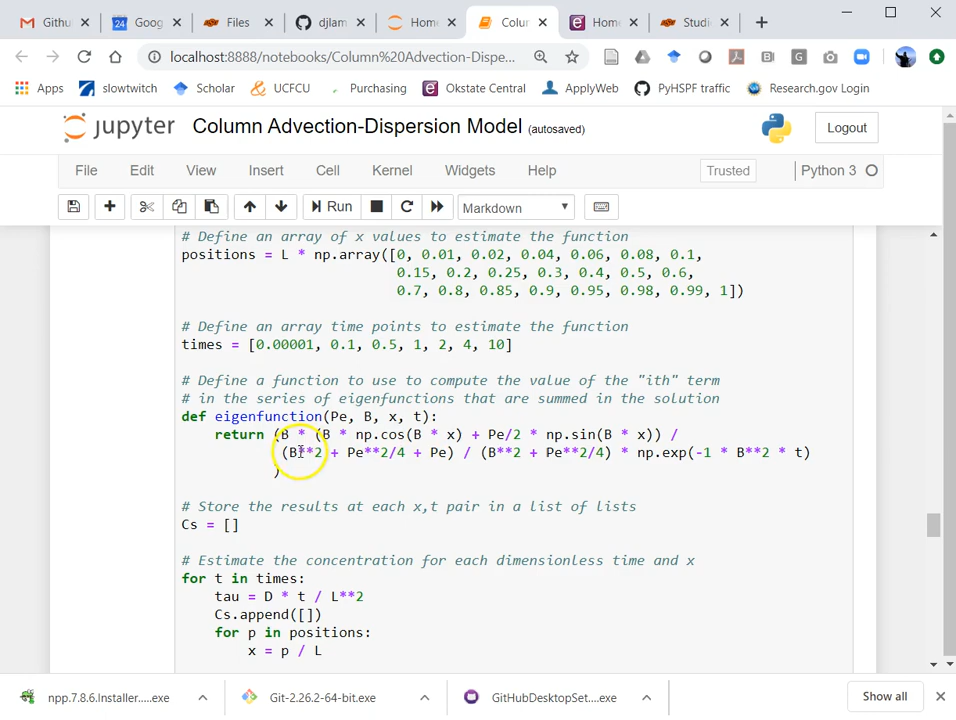 Githu
Goog
Files
djlam
Home
Colur
Home
Studi
localhost:8888/notebooks/Column%20Advection-Dispe...
Apps slowtwitch Scholar UCFCU Purchasing Okstate Central ApplyWeb PyHSPF traffic Research.gov Login
jupyter Column Advection-Dispersion Model (autosaved) Logout
File Edit View Insert Cell Kernel Widgets Help Trusted Python 3
Run Markdown
# Define an array of x values to estimate the function
positions = L * np.array([0, 0.01, 0.02, 0.04, 0.06, 0.08, 0.1,
0.15, 0.2, 0.25, 0.3, 0.4, 0.5, 0.6,
0.7, 0.8, 0.85, 0.9, 0.95, 0.98, 0.99, 1])
# Define an array time points to estimate the function
times = [0.00001, 0.1, 0.5, 1, 2, 4, 10]
# Define a function to use to compute the value of the "ith" term
# in the series of eigenfunctions that are summed in the solution
def eigenfunction(Pe, B, x, t):
return (B * (B * np.cos(B * x) + Pe/2 * np.sin(B * x)) /
(B**2 + Pe**2/4 + Pe) / (B**2 + Pe**2/4) * np.exp(-1 * B**2 * t)
)
# Store the results at each x,t pair in a list of lists
Cs = []
# Estimate the concentration for each dimensionless time and x
for t in times:
tau = D * t / L**2
Cs.append([])
for p in positions:
x = p / L
npp.7.8.6.Installer.....exe Git-2.26.2-64-bit.exe GitHubDesktopSet....exe Show all